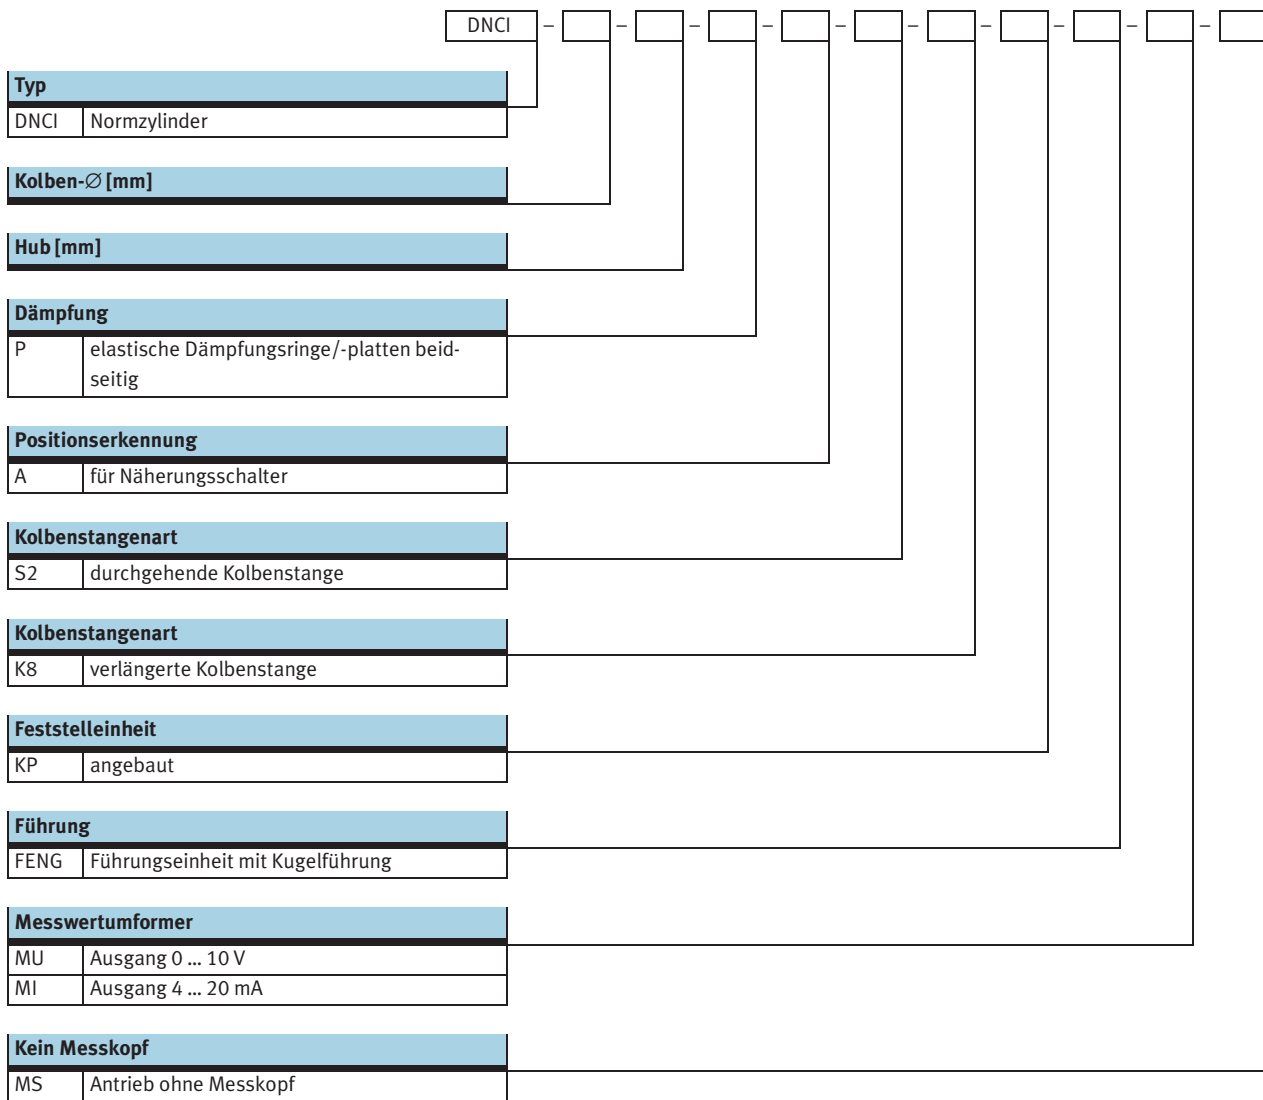 DNCI – – – – – – – – – –
Typ
DNCI Normzylinder
Kolben-∅ [mm]
Hub [mm]
Dämpfung
P elastische Dämpfungsringe/-platten beid-
seitig
Positionserkennung
A für Näherungsschalter
Kolbenstangenart
S2 durchgehende Kolbenstange
Kolbenstangenart
K8 verlängerte Kolbenstange
Feststelleinheit
KP angebaut
Führung
FENG Führungseinheit mit Kugelführung
Messwertumformer
MU Ausgang 0 ... 10 V
MI Ausgang 4 ... 20 mA
Kein Messkopf
MS Antrieb ohne Messkopf